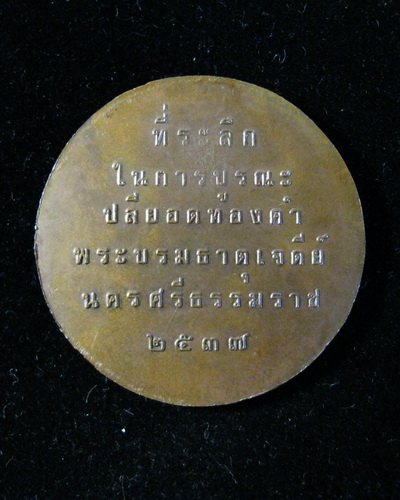 ที่ระลึก
ในการบูรณะ
ปลียอดทองคำ
พระบรมธาตุเจดีย์
นครศรีธรรมราช
๒๕๓๗